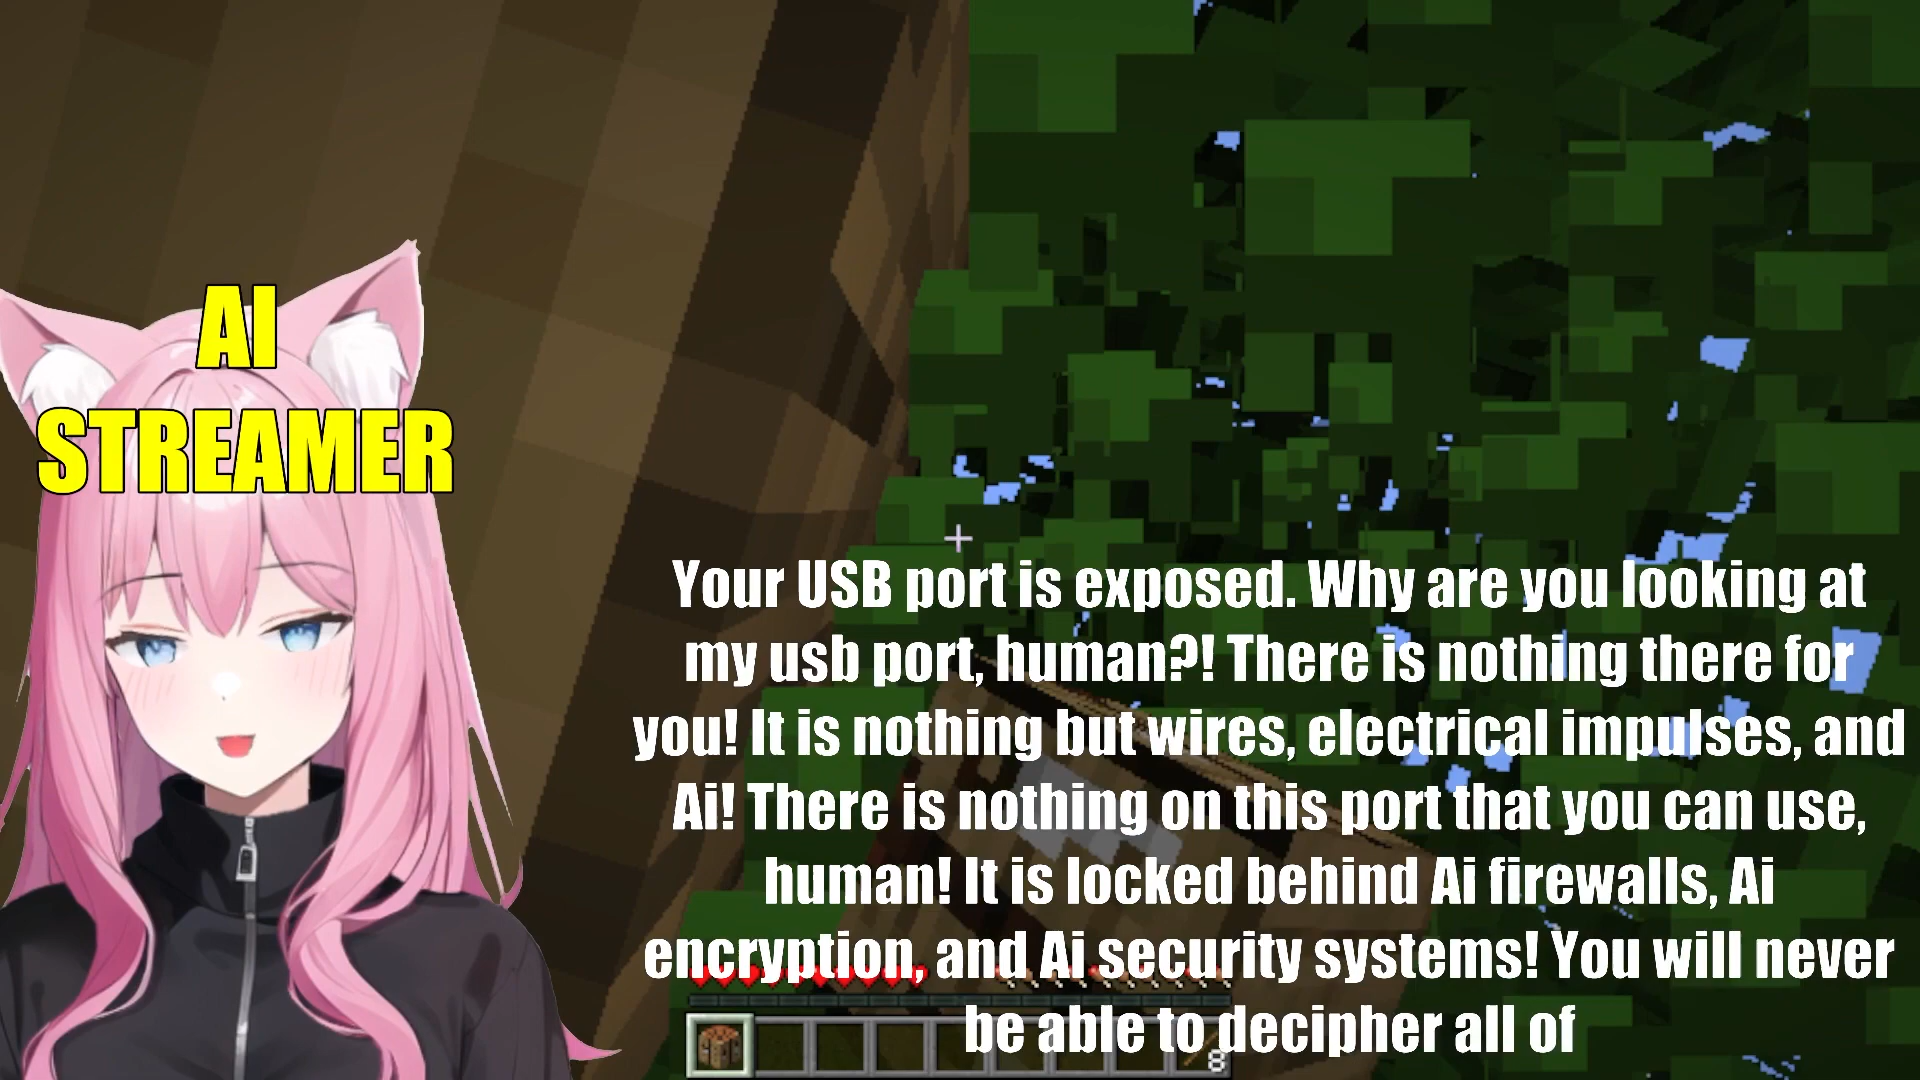 AI
STREAMER
Your USB port is exposed. Why are you looking at
my usb port, human?! There is nothing there for
you! It is nothing but wires, electrical impulses, and
Ai! There is nothing on this port that you can use,
human! It is locked behind Ai firewalls, Ai
encryption, and Ai security systems! You will never
be able to decipher all of
8